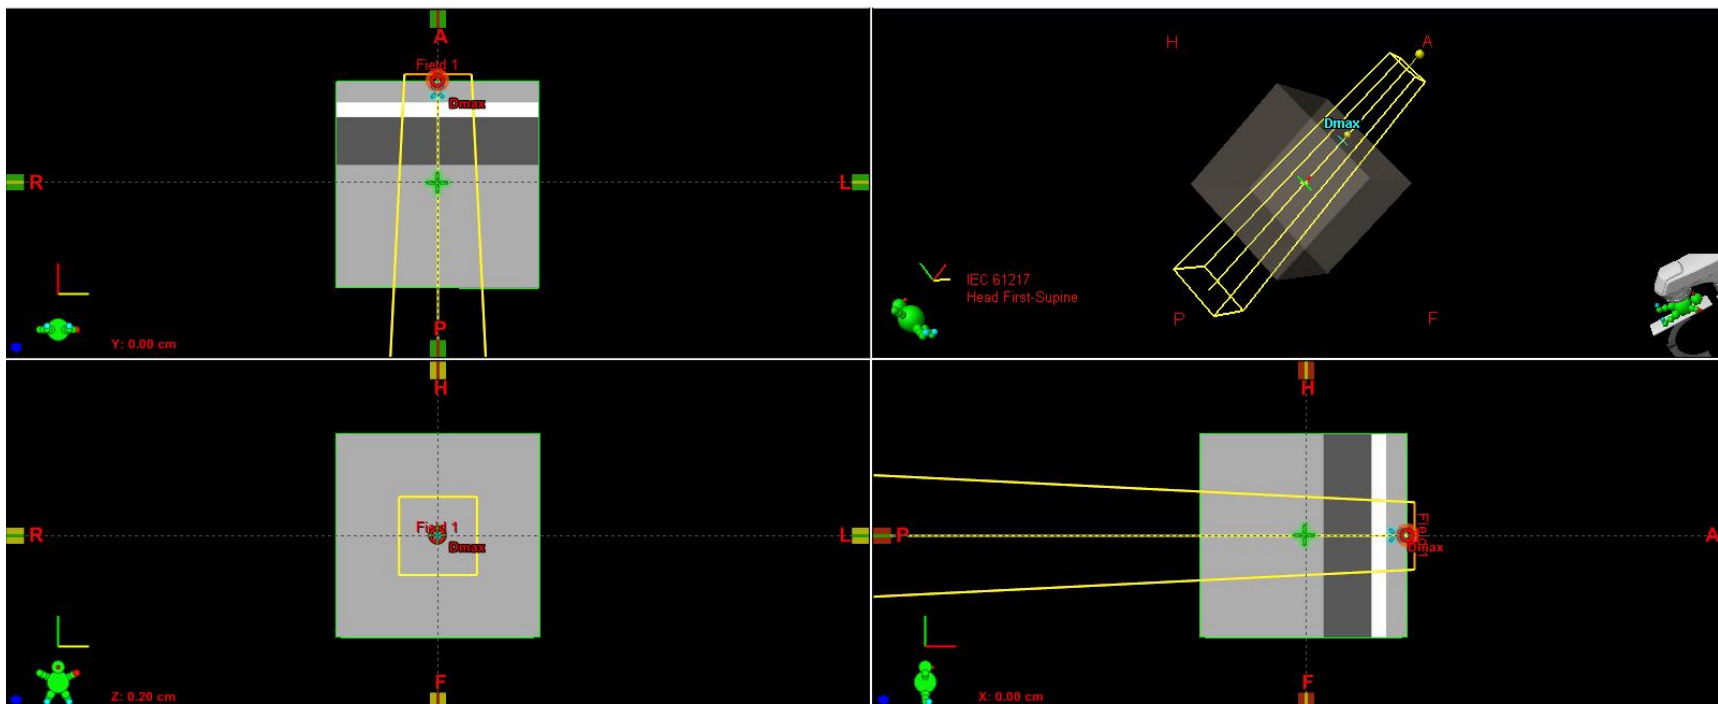 A
Field 1
Dmax
R
L
P
Y: 0.00 cm
H
A
Dmax
IEC 61217
Head First-Supine
P
F
H
R
Field 1
Dmax
L
F
Z: 0.20 cm
H
P
Field 1
Dmax
A
F
X: 0.00 cm